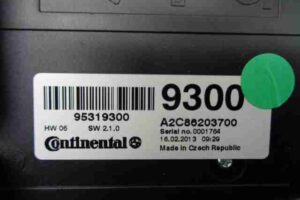 95319300
HW 06 SW 2.1.0
Continental
9300
A2C86203700
Serial no. 0001764
16.02.2013 09:29
Made in Czech Republic